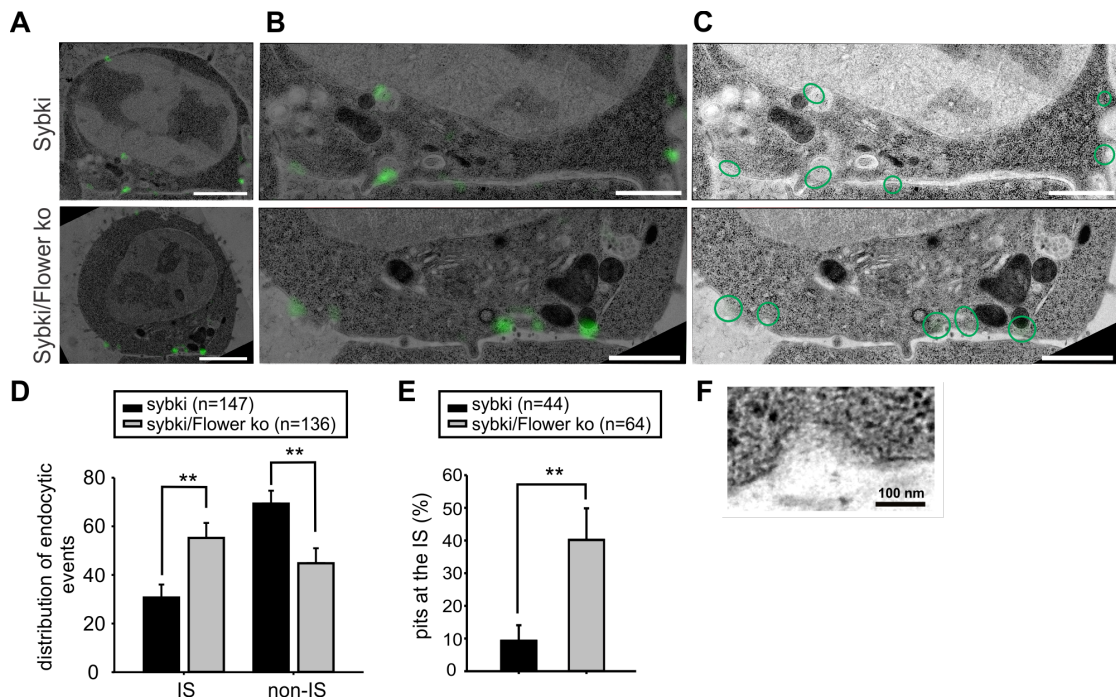 A
B
C
Sybki
Sybki/Flower ko
D
sybki (n=147)
sybki/Flower ko (n=136)
**
**
80
60
40
20
0
distribution of endocytic
events
IS
non-IS
E
sybki (n=44)
sybki/Flower ko (n=64)
**
60
50
40
30
20
10
0
pits at the IS (%)
F
100 nm